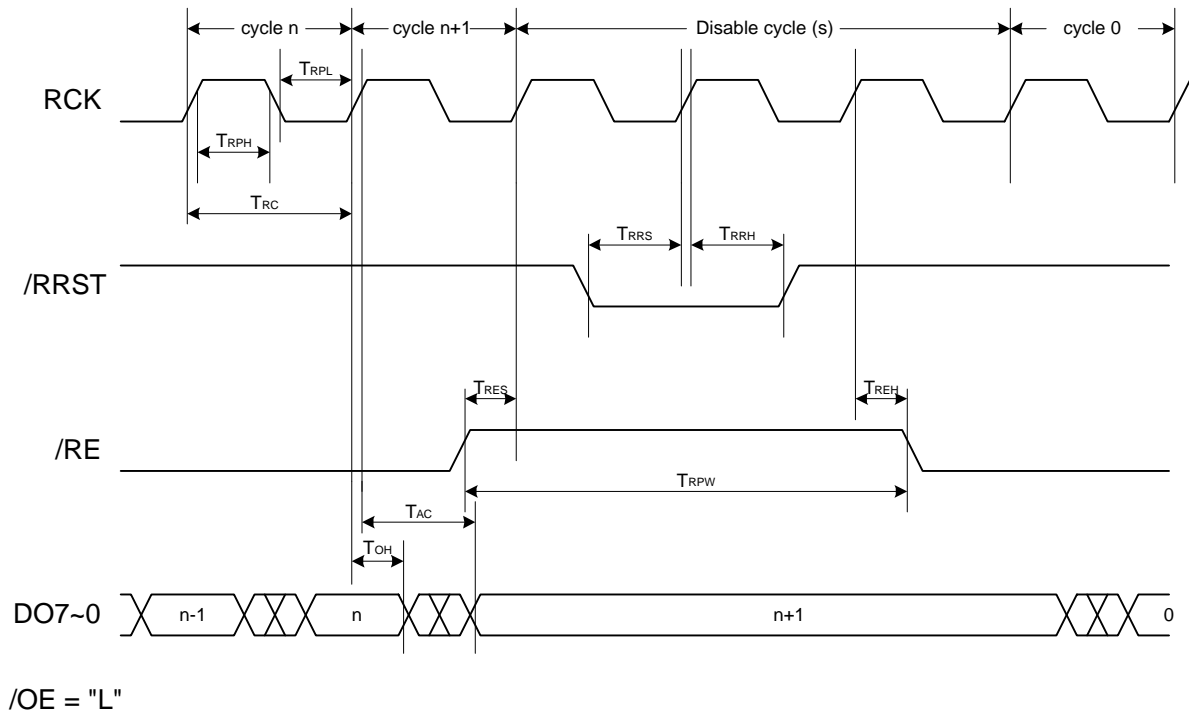 cycle n cycle n+1 Disable cycle (s) cycle 0
TRPL
RCK
TRPH
TRC
TRRS TRRH
/RRST
TRES TREH
/RE
TRPW
TAC
TOH
DO7~0 n-1 n n+1 0
/OE = "L"